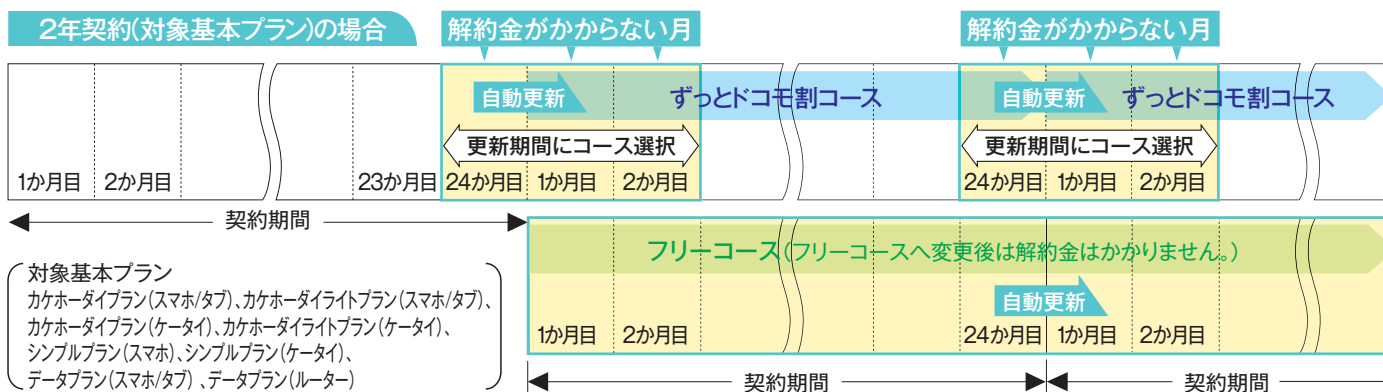 2年契約(対象基本プラン)の場合
解約金がかからない月
解約金がかからない月
自動更新
ずっとドコモ割コース
自動更新
ずっとドコモ割コース
更新期間にコース選択
更新期間にコース選択
1か月目
2か月目
23か月目
24か月目
1か月目
2か月目
24か月目
1か月目
2か月目
契約期間
フリーコース(フリーコースへ変更後は解約金はかかりません。)
自動更新
1か月目
2か月目
24か月目
1か月目
2か月目
契約期間
契約期間
対象基本プラン
カケホーダイプラン(スマホ/タブ)、カケホーダイライトプラン(スマホ/タブ)、
カケホーダイプラン(ケータイ)、カケホーダイライトプラン(ケータイ)、
シンプルプラン(スマホ)、シンプルプラン(ケータイ)、
データプラン(スマホ/タブ)、データプラン(ルーター)